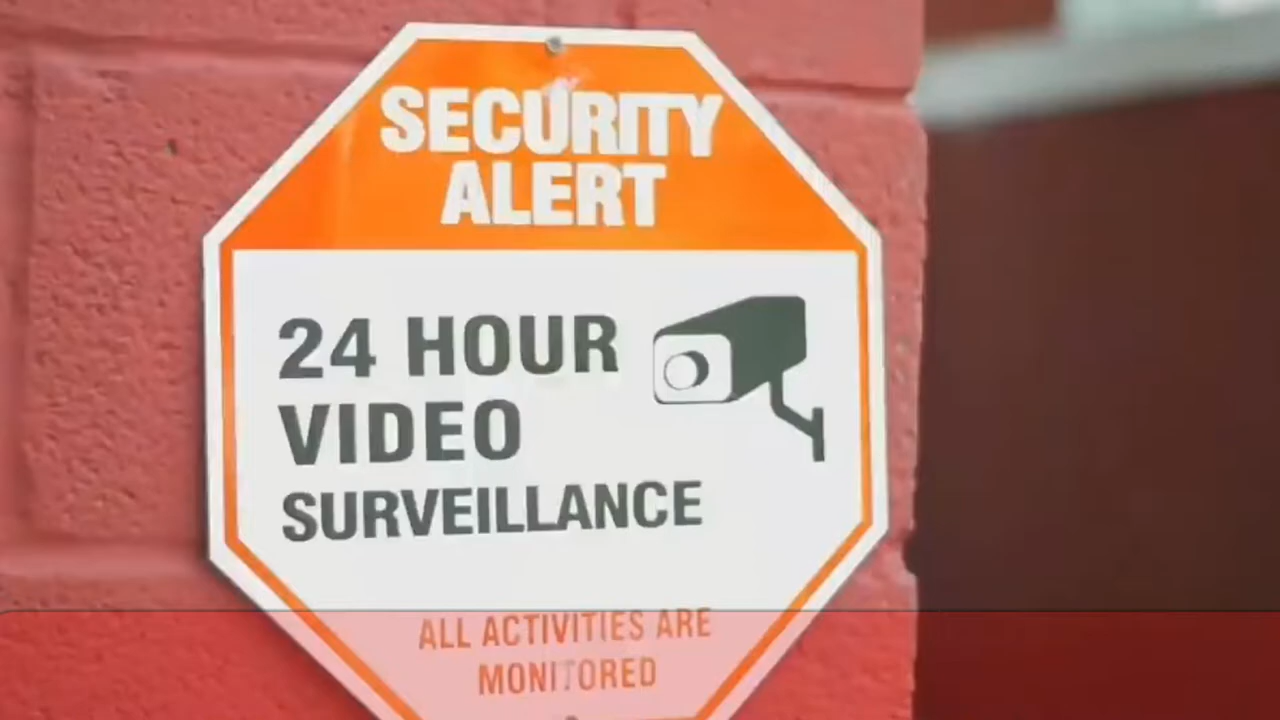 SECURITY
ALERT
24 HOUR
VIDEO
SURVEILLANCE
ALL ACTIVITIES ARE
MONITORED